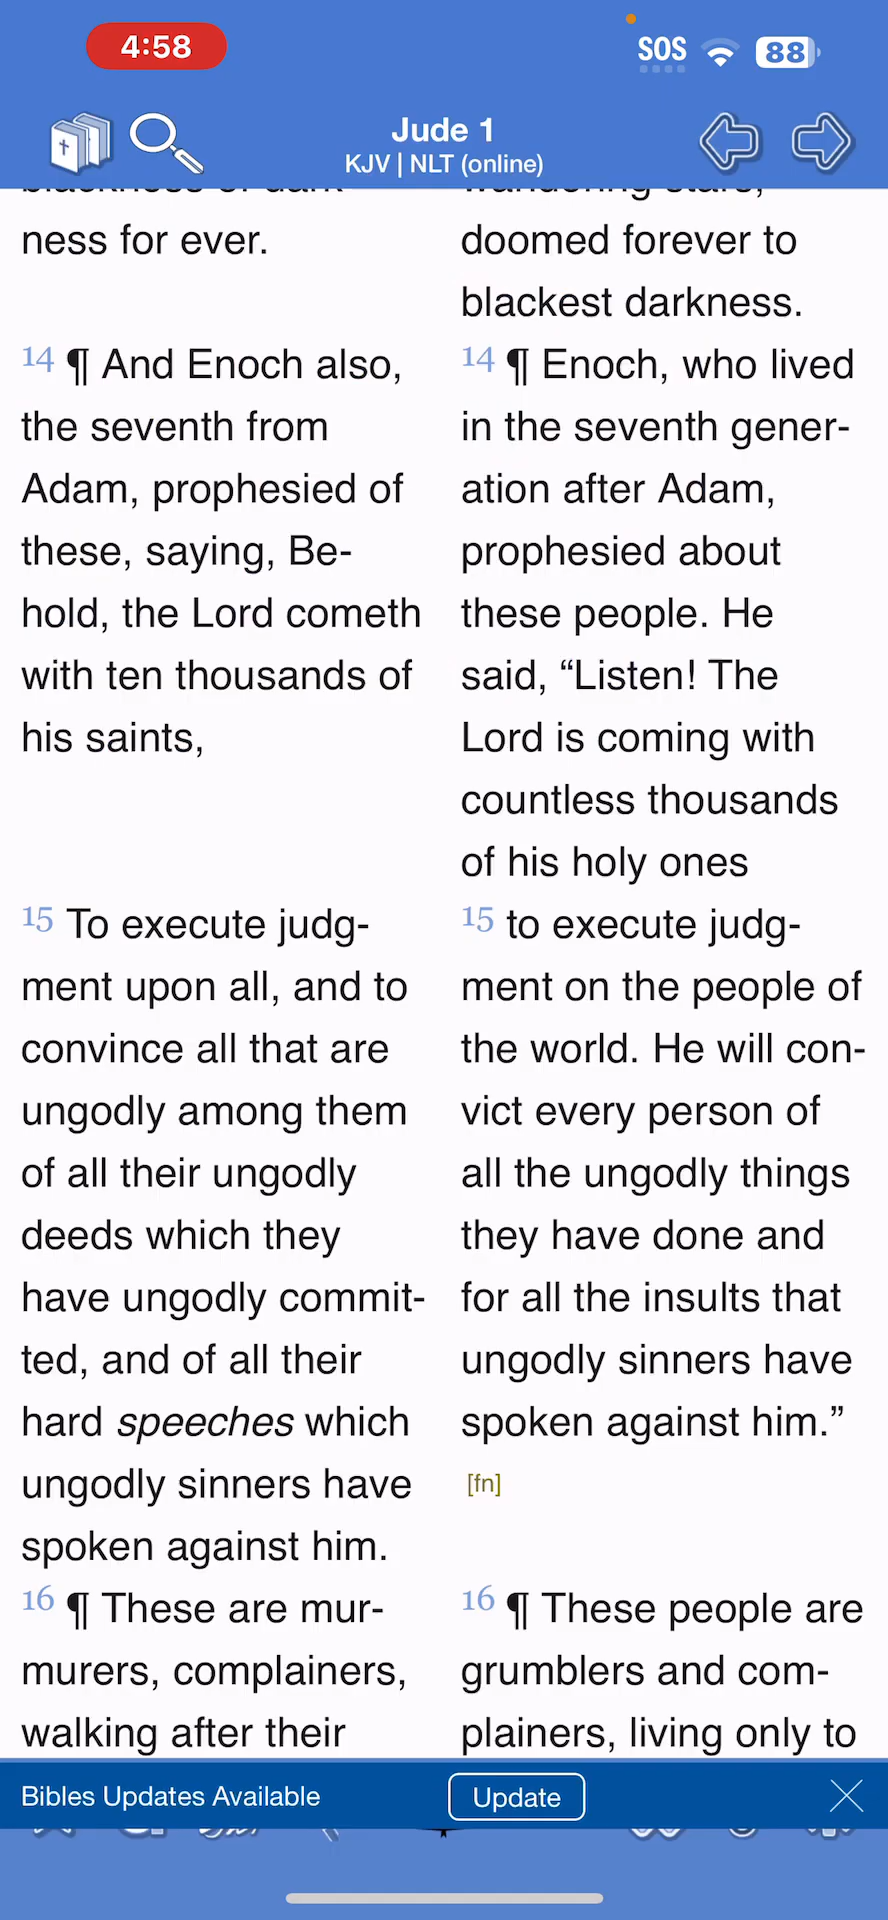 4:58
SOS
88
Jude 1
KJV | NLT (online)
ness for ever.
14 ¶ And Enoch also,
the seventh from
Adam, prophesied of
these, saying, Be-
hold, the Lord cometh
with ten thousands of
his saints,
15 To execute judg-
ment upon all, and to
convince all that are
ungodly among them
of all their ungodly
deeds which they
have ungodly commit-
ted, and of all their
hard speeches which
ungodly sinners have
spoken against him.
16 ¶ These are mur-
murers, complainers,
walking after their
wandering stars,
doomed forever to
blackest darkness.
14 ¶ Enoch, who lived
in the seventh gener-
ation after Adam,
prophesied about
these people. He
said, “Listen! The
Lord is coming with
countless thousands
of his holy ones
15 to execute judg-
ment on the people of
the world. He will con-
vict every person of
all the ungodly things
they have done and
for all the insults that
ungodly sinners have
spoken against him.”
[fn]
16 ¶ These people are
grumblers and com-
plainers, living only to
Bibles Updates Available
Update